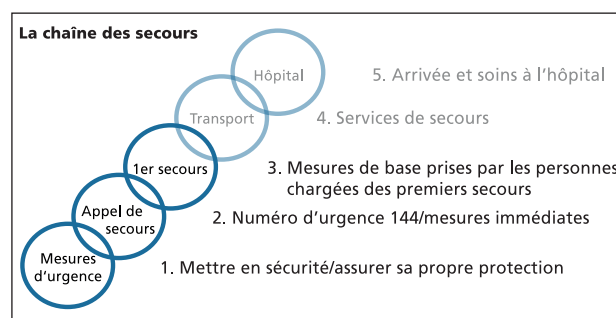 La chaîne des secours
Hôpital
5. Arrivée et soins à l'hôpital
Transport
4. Services de secours
1er secours
3. Mesures de base prises par les personnes
chargées des premiers secours
Appel de
secours
2. Numéro d'urgence 144/mesures immédiates
Mesures
d'urgence
1. Mettre en sécurité/assurer sa propre protection